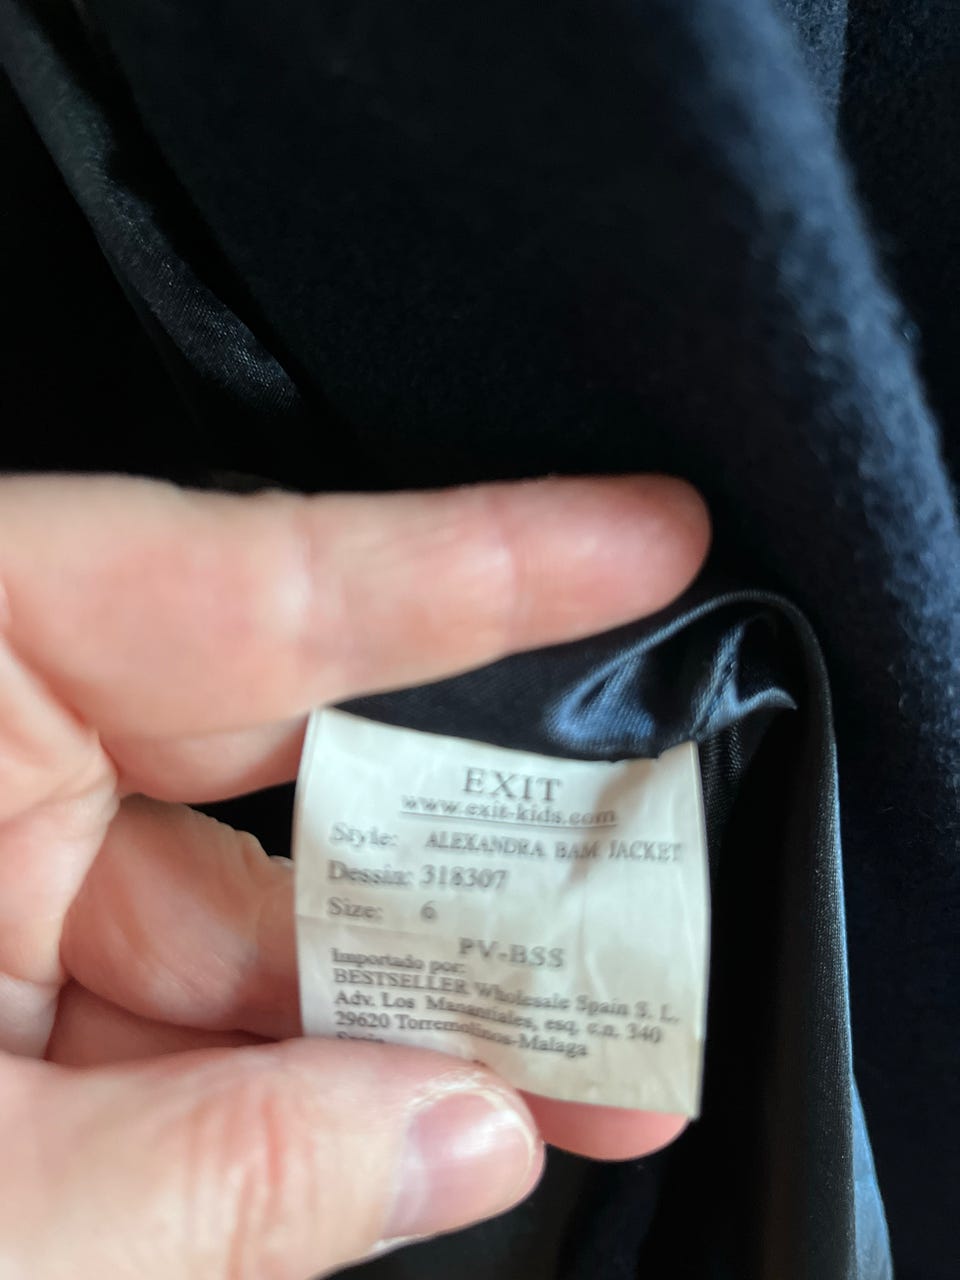 EXIT
www.exit-kids.com
Style: ALEXANDRA BAM JACKET
Dessin: 318307
Size: 6
PV-BSS
Importado por:
BESTSELLER Wholesale Spain S. L.
Adv. Los Manantiales, esq. c.n. 340
29620 Torremolinos-Malaga
Spain